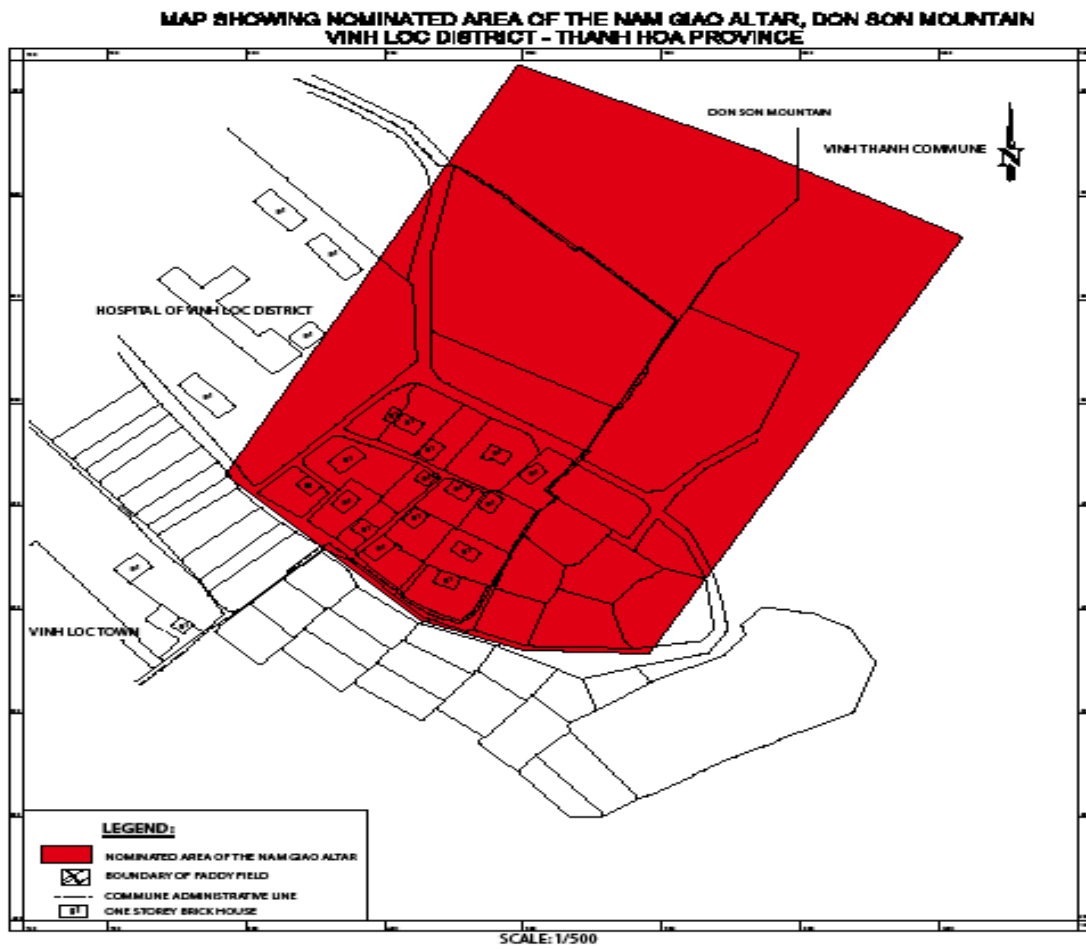 MAP SHOWING NOMINATED AREA OF THE NAM GIAO ALTAR, DON SON MOUNTAIN
VINH LOC DISTRICT - THANH HOA PROVINCE
DON SON MOUNTAIN
VINH THANH COMMUNE
HOSPITAL OF VINH LOC DISTRICT
VINH LOC TOWN
LEGEND:
NOMINATED AREA OF THE NAM GIAO ALTAR
BOUNDARY OF PADDY FIELD
COMMUNE ADMINISTRATIVE LINE
ONE STOREY BRICK HOUSE
SCALE: 1/500